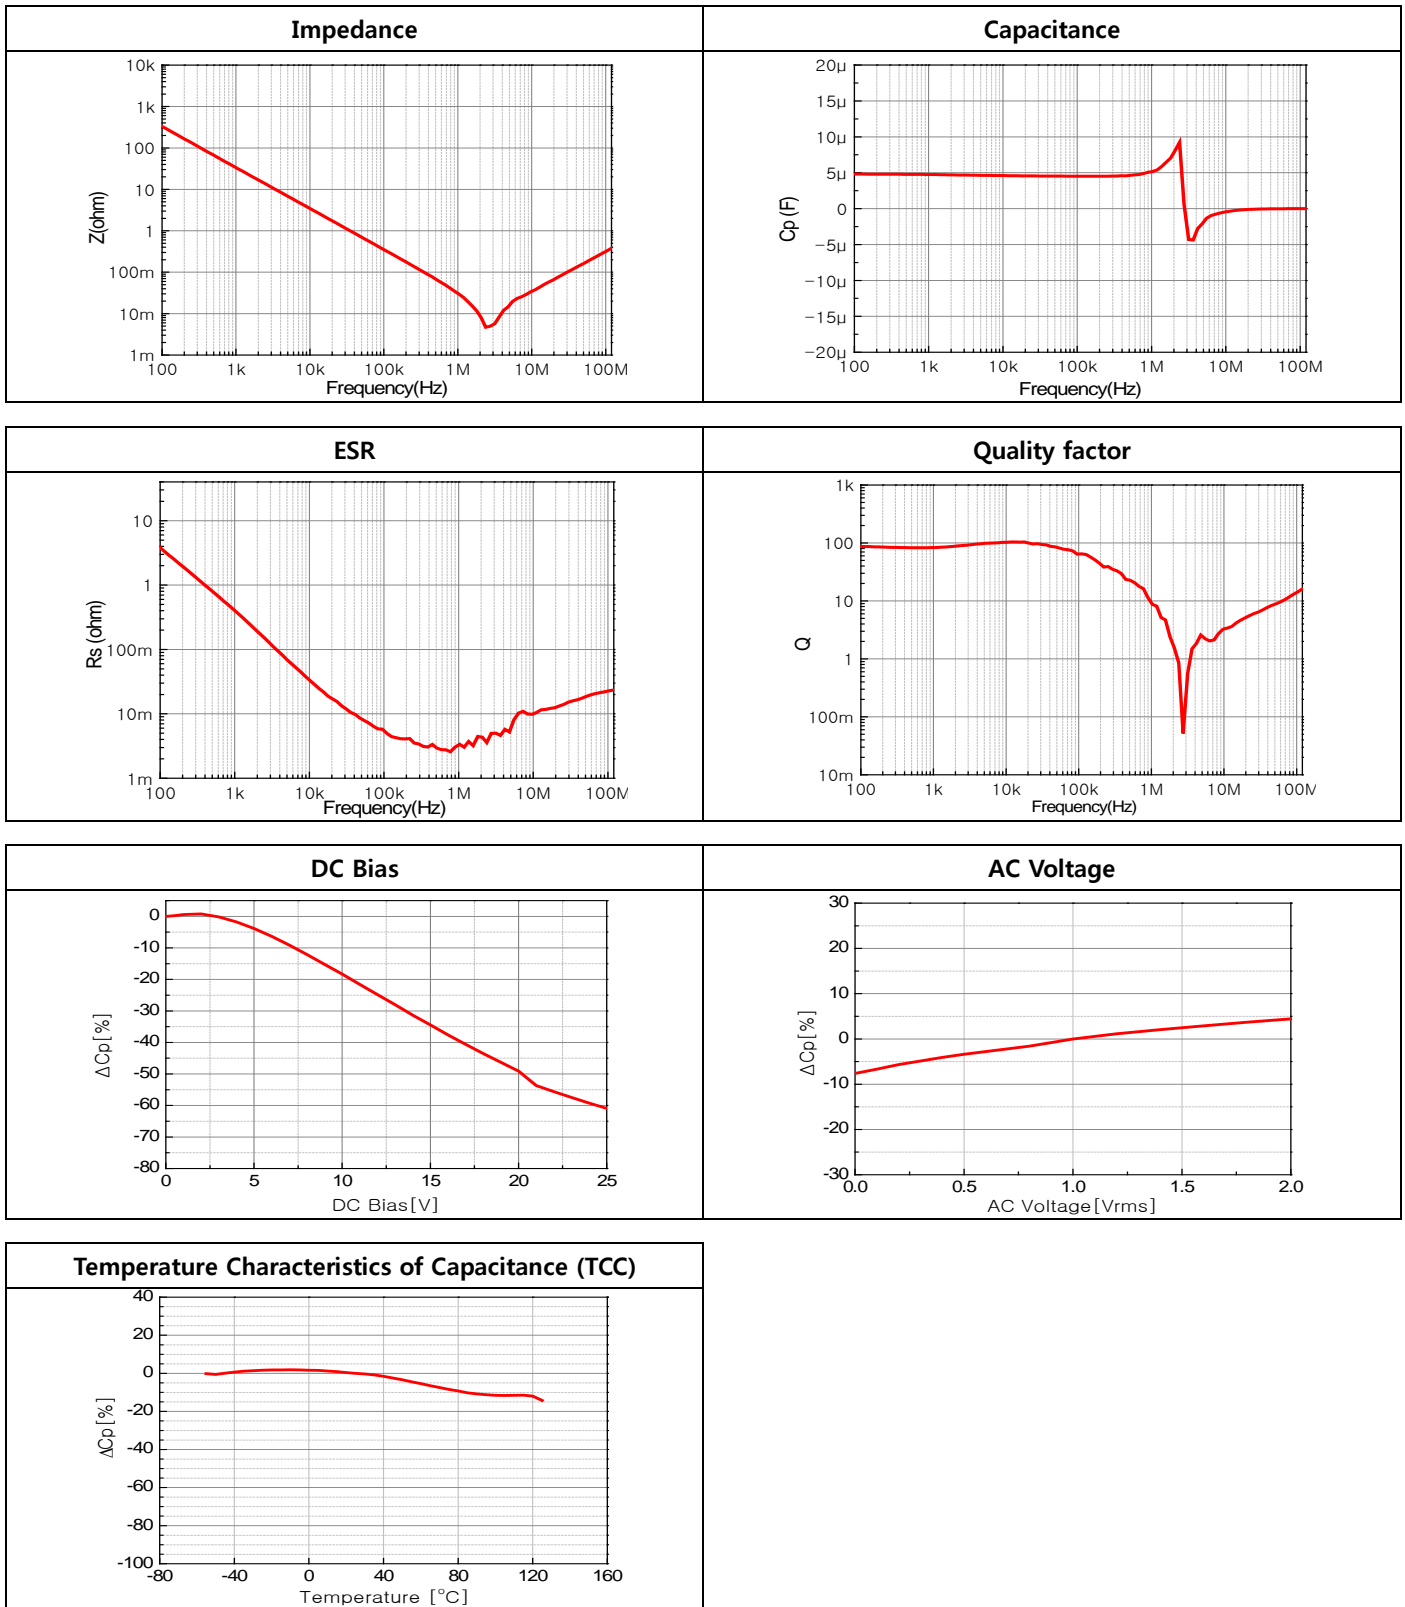 Impedance
Capacitance
10k
1k
100
10
1
100m
10m
1m
Z(ohm)
100 1k 10k 100k 1M 10M 100M
Frequency(Hz)
20μ
15μ
10μ
5μ
0
−5μ
−10μ
−15μ
−20μ
Cp (F)
100 1k 10k 100k 1M 10M 100M
Frequency(Hz)
ESR
Quality factor
10
1
100m
10m
1m
Rs (ohm)
100 1k 10k 100k 1M 10M 100M
Frequency(Hz)
1k
100
10
1
100m
10m
Q
100 1k 10k 100k 1M 10M 100M
Frequency(Hz)
DC Bias
AC Voltage
0
-10
-20
-30
-40
-50
-60
-70
-80
ΔCp[%]
0 5 10 15 20 25
DC Bias[V]
30
20
10
0
-10
-20
-30
ΔCp[%]
0.0 0.5 1.0 1.5 2.0
AC Voltage[Vrms]
Temperature Characteristics of Capacitance (TCC)
40
20
0
-20
-40
-60
-80
-100
ΔCp[%]
-80 -40 0 40 80 120 160
Temperature [°C]